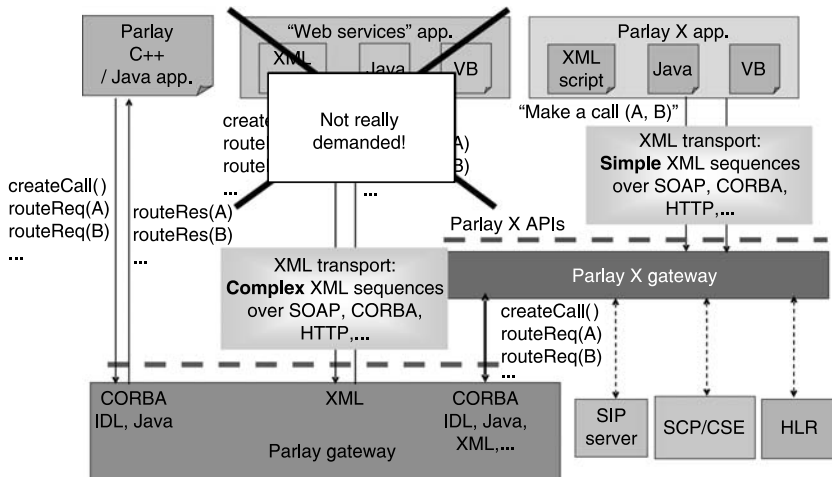 Parlay
C++
/ Java app.
“Web services” app.
XML
Java
VB
Parlay X app.
XML
script
Java
VB
Not really
demanded!
“Make a call (A, B)”
XML transport:
Simple XML sequences
over SOAP, CORBA,
HTTP,...
createCall()
routeReq(A)
routeReq(B)
...
routeRes(A)
routeRes(B)
...
...
...
Parlay X APIs
XML transport:
Complex XML sequences
over SOAP, CORBA,
HTTP,...
Parlay X gateway
createCall()
routeReq(A)
routeReq(B)
...
CORBA
IDL, Java
XML
CORBA
IDL, Java,
XML,...
Parlay gateway
SIP
server
SCP/CSE
HLR